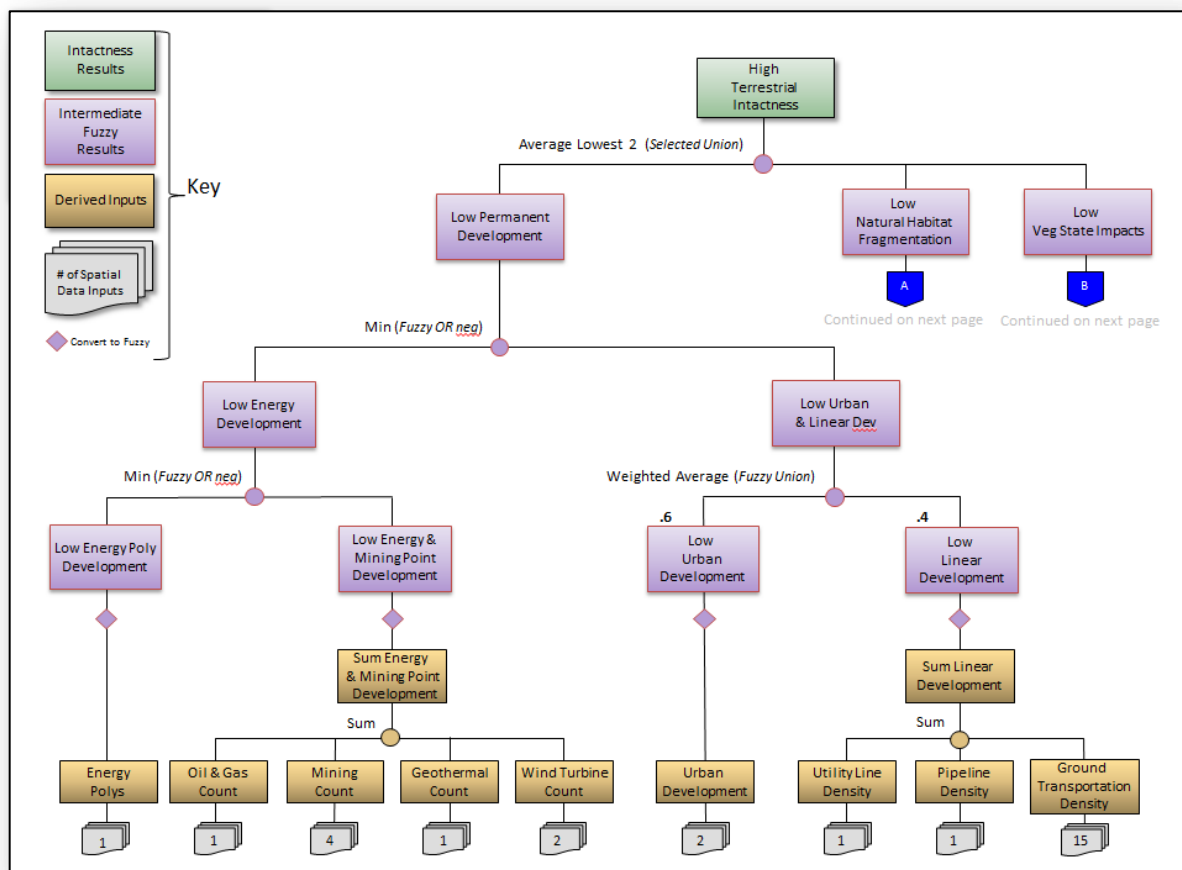 Intactness
Results
Intermediate
Fuzzy
Results
Derived Inputs
# of Spatial
Data Inputs
Convert to Fuzzy
Key
High
Terrestrial
Intactness
Average Lowest 2 (Selected Union)
Low Permanent
Development
Low
Natural Habitat
Fragmentation
Low
Veg State Impacts
A
B
Continued on next page
Continued on next page
Min (Fuzzy OR neg)
Low Energy
Development
Low Urban
& Linear Dev
Min (Fuzzy OR neg)
Weighted Average (Fuzzy Union)
.6
.4
Low Energy Poly
Development
Low Energy &
Mining Point
Development
Low
Urban
Development
Low
Linear
Development
Sum Energy
& Mining Point
Development
Sum Linear
Development
Sum
Sum
Energy
Polys
Oil & Gas
Count
Mining
Count
Geothermal
Count
Wind Turbine
Count
Urban
Development
Utility Line
Density
Pipeline
Density
Ground
Transportation
Density
1
1
4
1
2
2
1
1
15